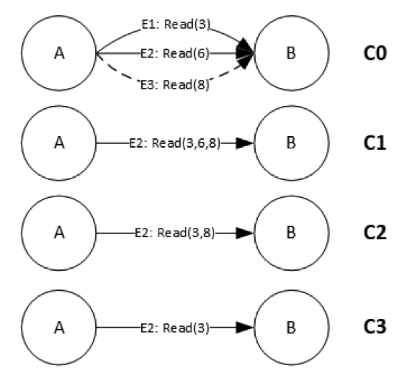 E1: Read(3)
A E2: Read(6) B C0
E3: Read(8)
A E2: Read(3,6,8) B C1
A E2: Read(3,8) B C2
A E2: Read(3) B C3